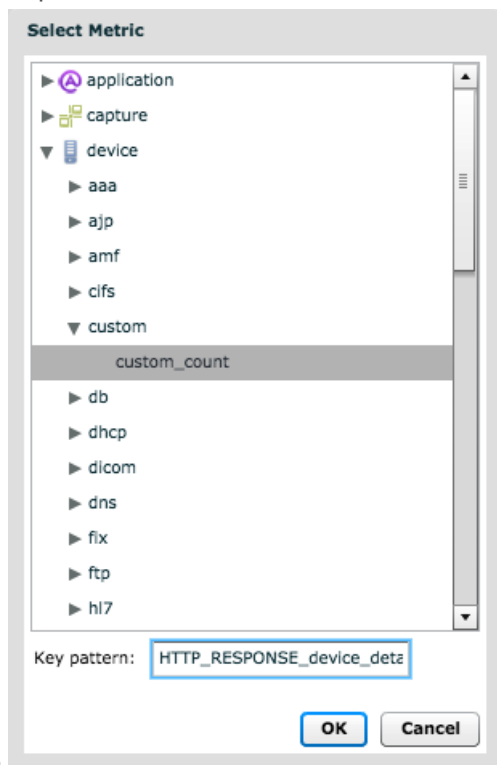 Select Metric
application
capture
device
aaa
ajp
amf
cifs
custom
custom_count
db
dhcp
dicom
dns
fix
ftp
hl7
Key pattern: HTTP_RESPONSE_device_deta
OK Cancel